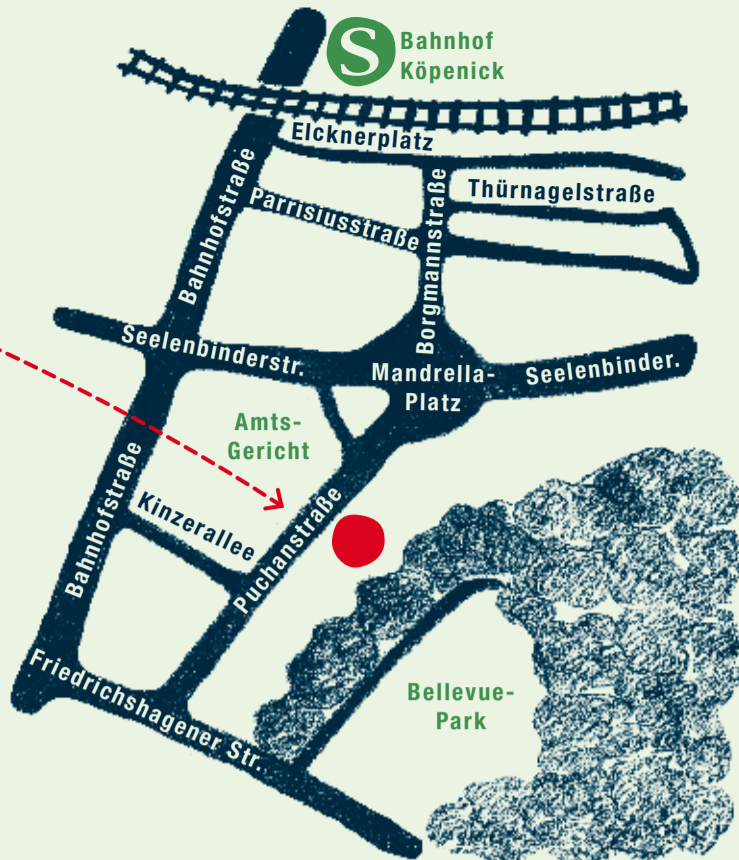 S
Bahnhof
Köpenick
Elcknerplatz
Thürnagelstraße
Parrisiusstraße
Bahnhofstraße
Borgmannstraße
Seelenbinderstr.
Mandrella-
Platz
Seelenbinder.
Amts-
Gericht
Bahnhofstraße
Kinzerallee
Puchanstraße
Friedrichshagener Str.
Bellevue-
Park